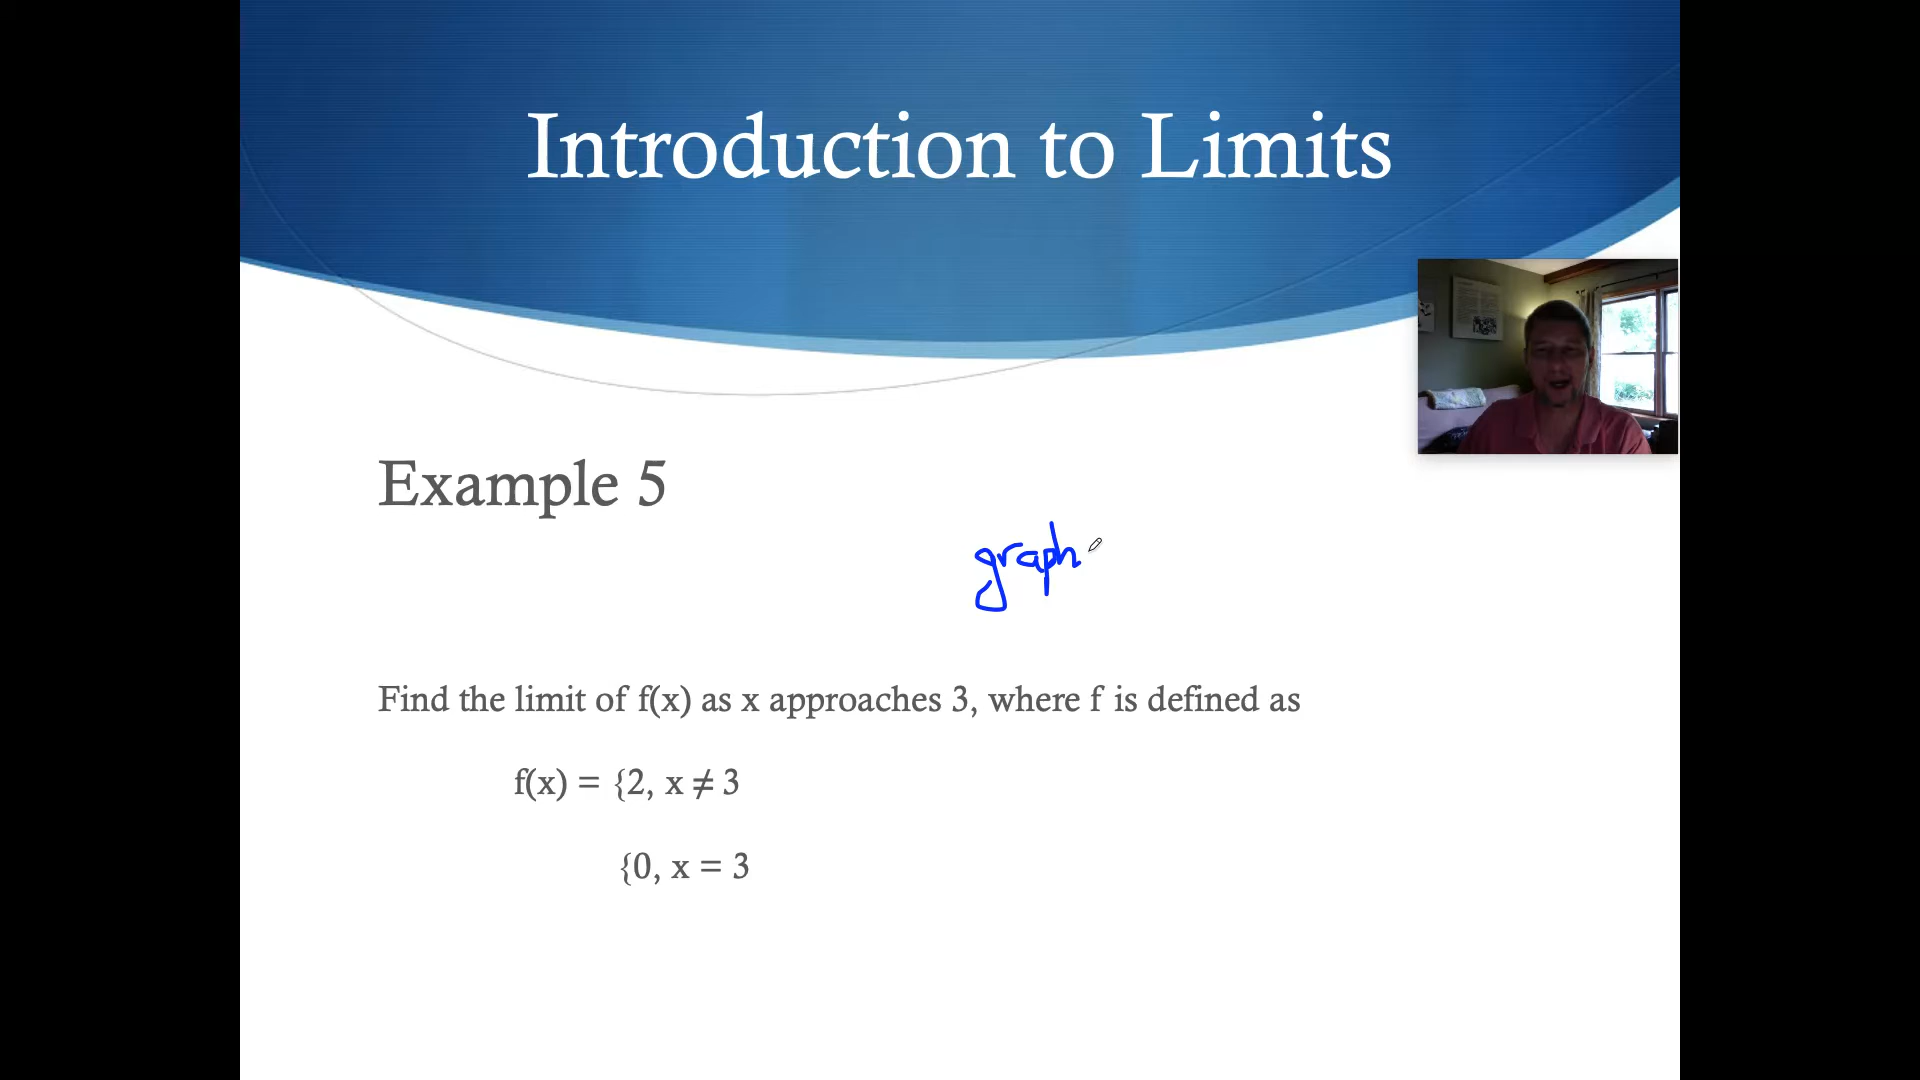 Introduction to Limits
Example 5
graph
Find the limit of f(x) as x approaches 3, where f is defined as
f(x) = {2, x ≠ 3
{0, x = 3